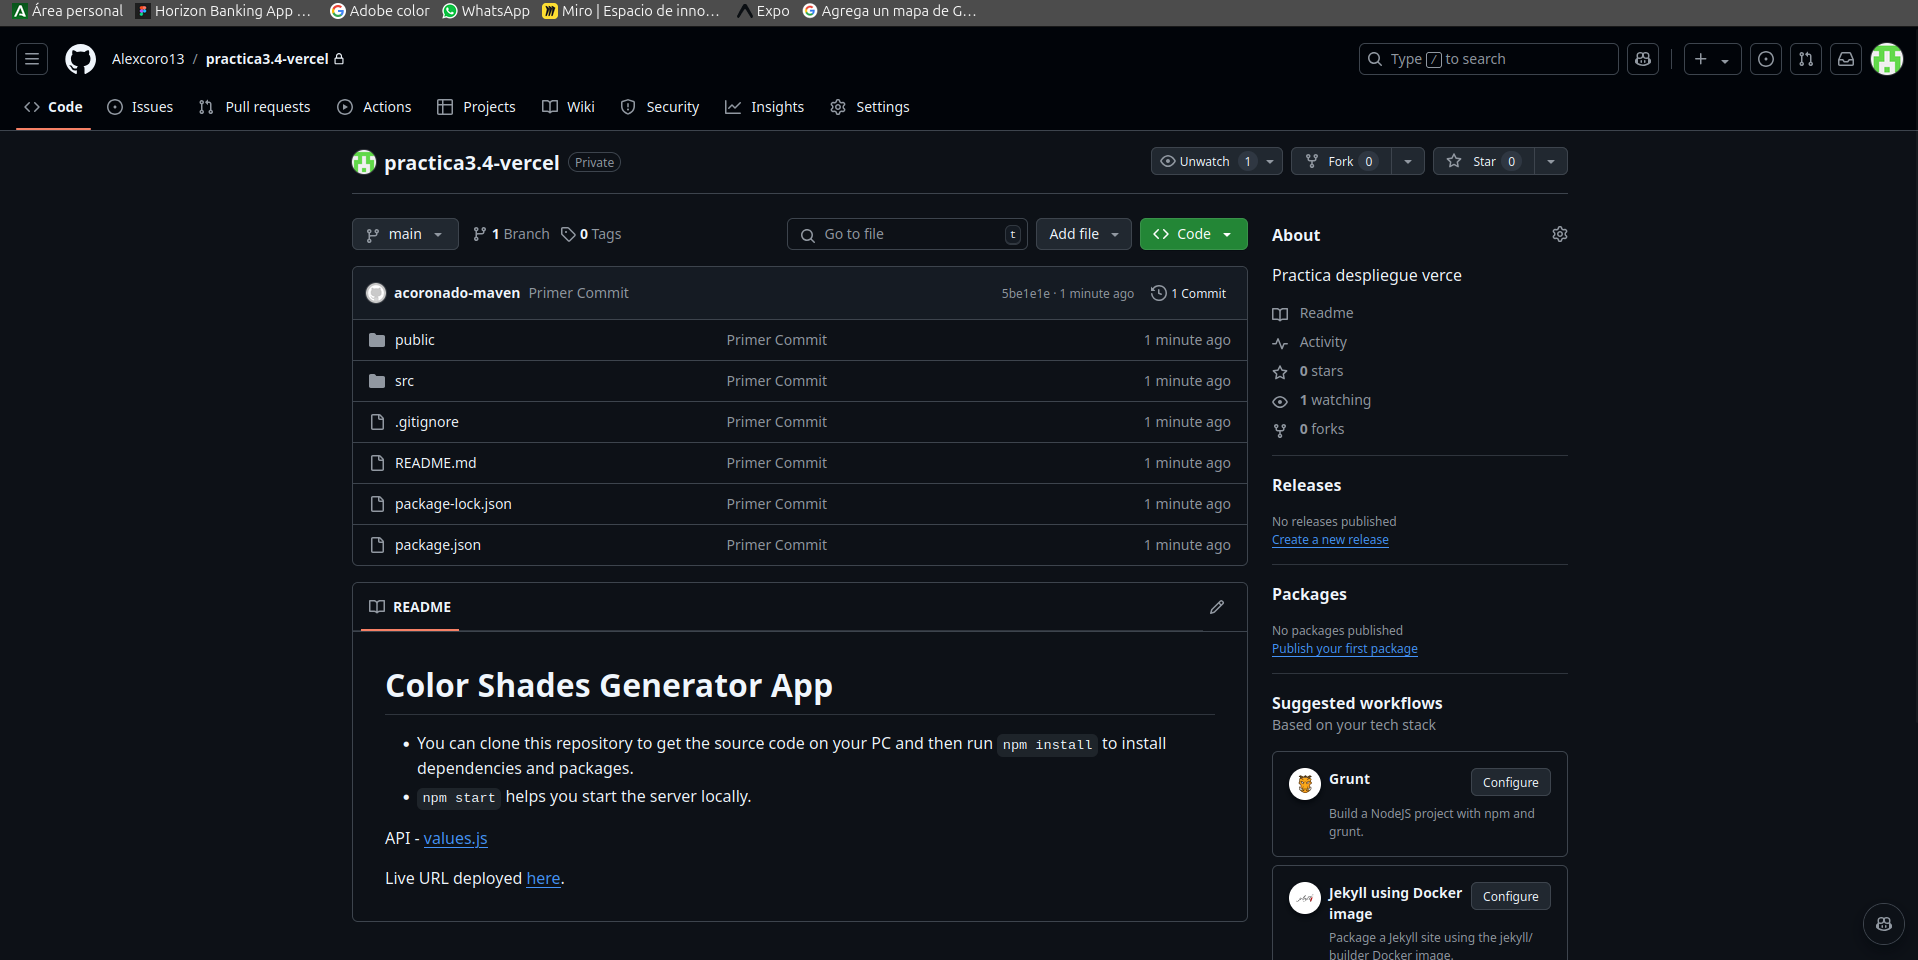 Área personal Horizon Banking App ... Adobe color WhatsApp Miro | Espacio de inno... Expo Agrega un mapa de G...
Alexcoro13 / practica3.4-vercel Type / to search
Code Issues Pull requests Actions Projects Wiki Security Insights Settings
practica3.4-vercel Private Unwatch 1 Fork 0 Star 0
main 1 Branch 0 Tags Go to file t Add file Code
acoronado-maven Primer Commit 5be1e1e · 1 minute ago 1 Commit
public Primer Commit 1 minute ago
src Primer Commit 1 minute ago
.gitignore Primer Commit 1 minute ago
README.md Primer Commit 1 minute ago
package-lock.json Primer Commit 1 minute ago
package.json Primer Commit 1 minute ago
README
Color Shades Generator App
• You can clone this repository to get the source code on your PC and then run npm install to install
dependencies and packages.
• npm start helps you start the server locally.
API - values.js
Live URL deployed here.
About
Practica despliegue verce
Readme
Activity
0 stars
1 watching
0 forks
Releases
No releases published
Create a new release
Packages
No packages published
Publish your first package
Suggested workflows
Based on your tech stack
Grunt Configure
Build a NodeJS project with npm and
grunt.
Jekyll using Docker Configure
image
Package a Jekyll site using the jekyll/
builder Docker image.